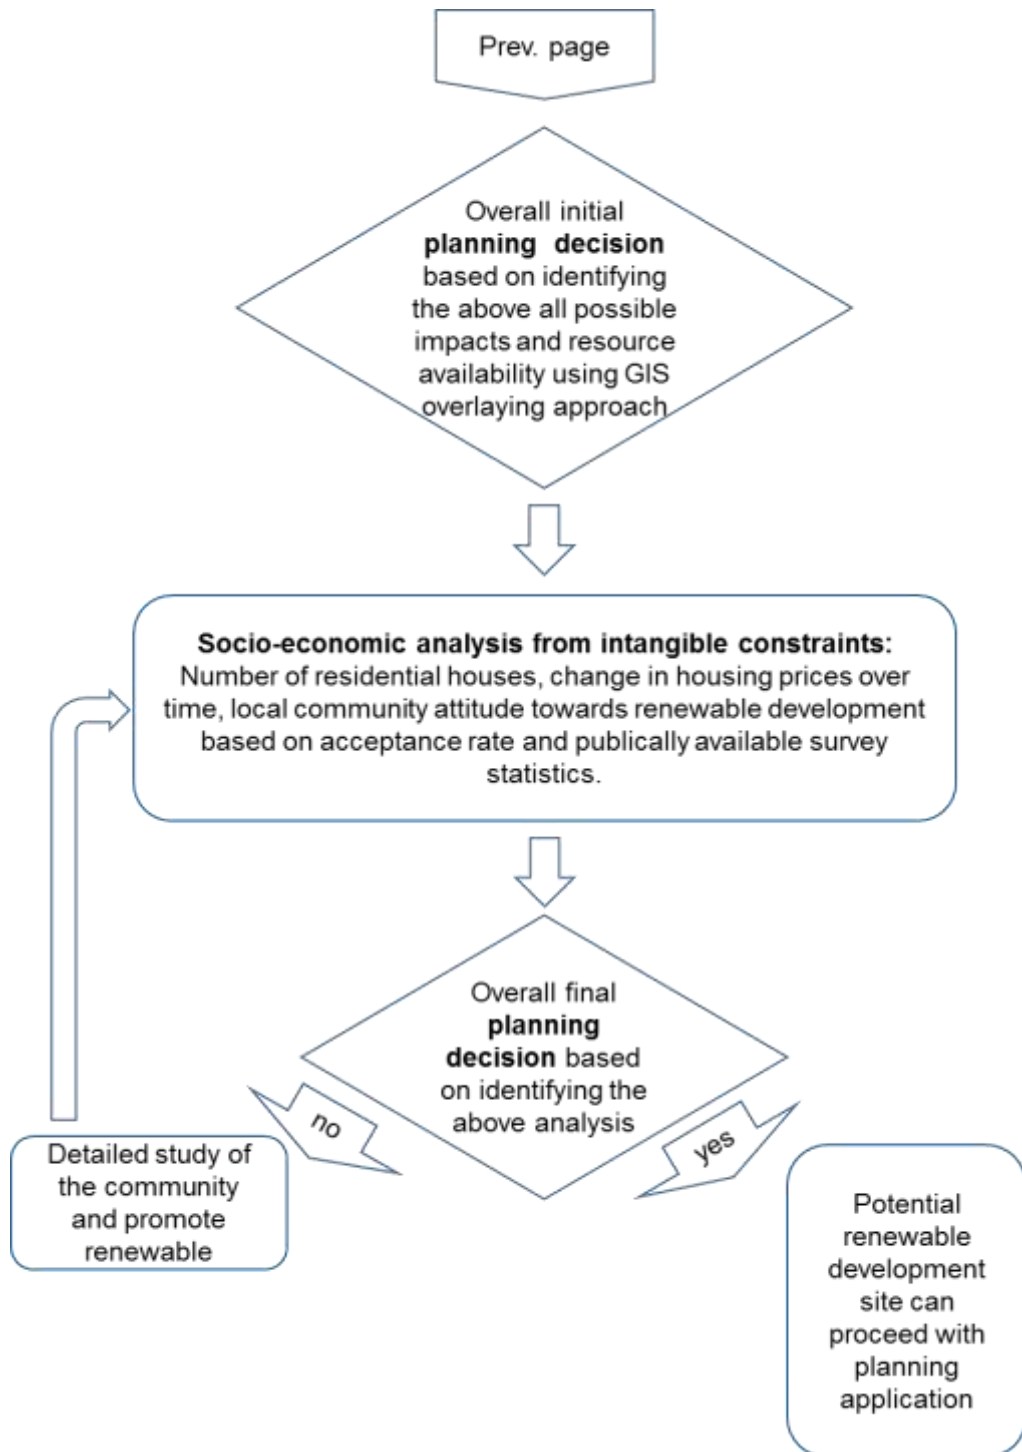 Prev. page
Overall initial
planning decision
based on identifying
the above all possible
impacts and resource
availability using GIS
overlaying approach
Socio-economic analysis from intangible constraints:
Number of residential houses, change in housing prices over
time, local community attitude towards renewable development
based on acceptance rate and publically available survey
statistics.
Overall final
planning
decision based
on identifying the
above analysis
no
yes
Detailed study of
the community
and promote
renewable
Potential
renewable
development
site can
proceed with
planning
application